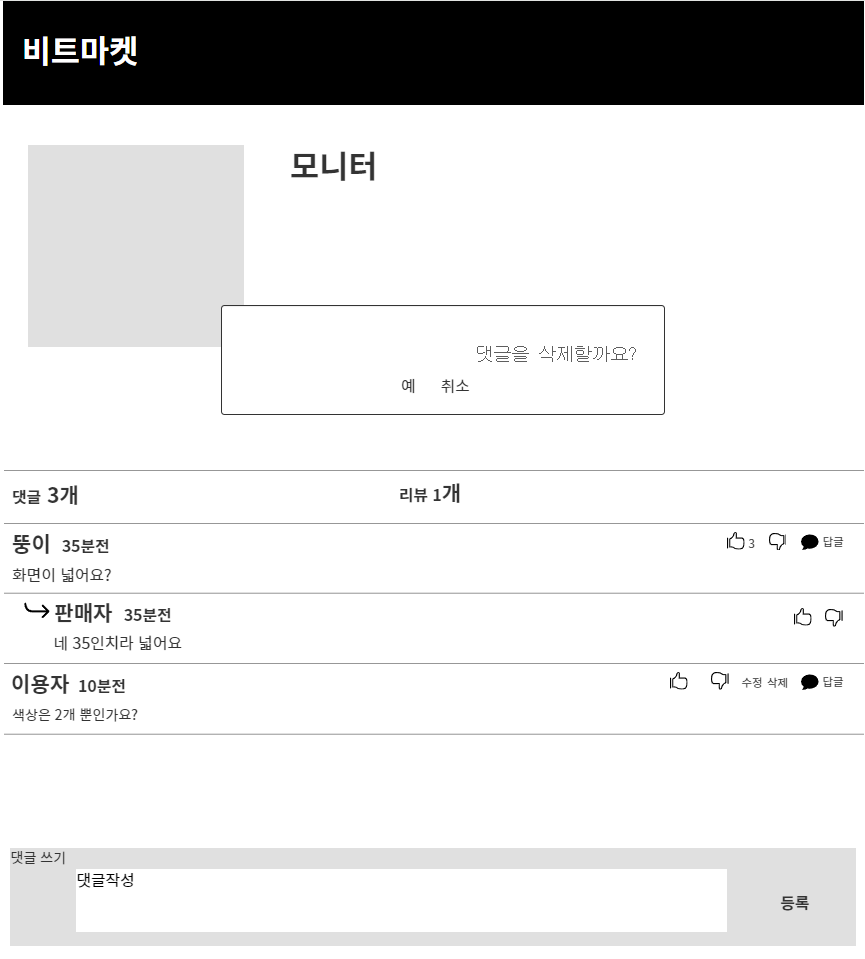 비트마켓
모니터
댓글을 삭제할까요?
예 취소
댓글 3개 리뷰 1개
뚱이 35분전 3 답글
화면이 넓어요?
판매자 35분전
네 35인치라 넓어요
이용자 10분전 수정 삭제 답글
색상은 2개 뿐인가요?
댓글 쓰기
댓글작성
등록